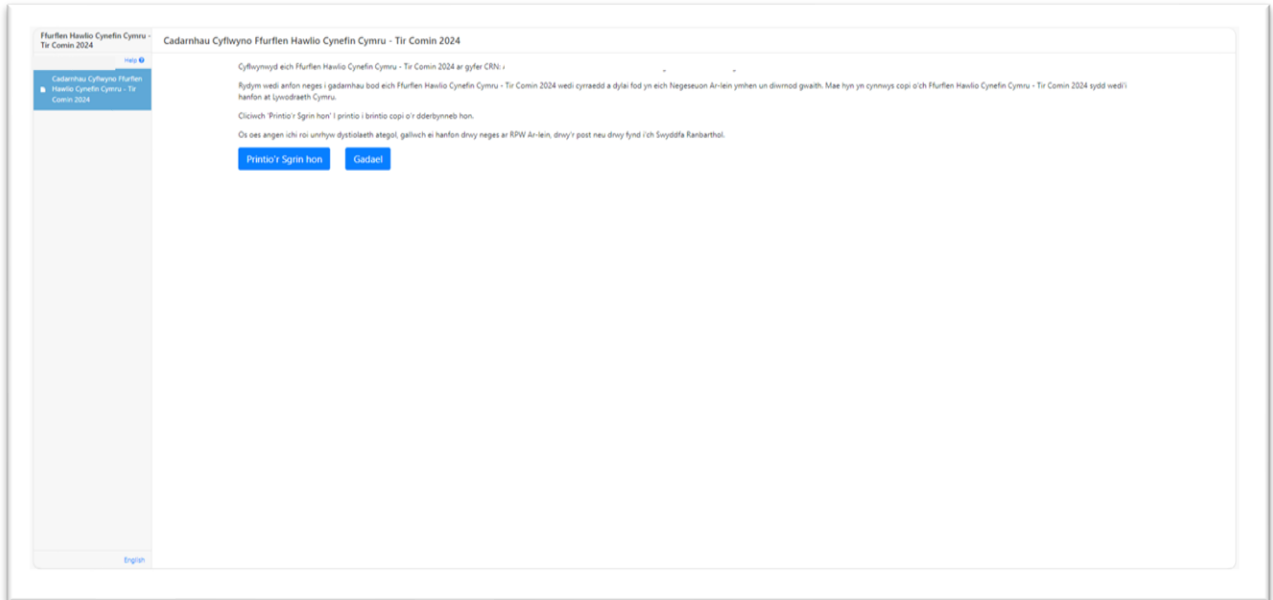 Ffurflen Hawlio Cynefin Cymru -
Tir Comin 2024
Help
Cadarnhau Cyflwyno Ffurflen
Hawlio Cynefin Cymru - Tir
Comin 2024
English
Cadarnhau Cyflwyno Ffurflen Hawlio Cynefin Cymru - Tir Comin 2024
Cyflwynwyd eich Ffurflen Hawlio Cynefin Cymru - Tir Comin 2024 ar gyfer CRN:
Rydym wedi anfon neges i gadarnhau bod eich Ffurflen Hawlio Cynefin Cymru - Tir Comin 2024 wedi cyrraedd a dylai fod yn eich Negeseuon Ar-lein ymhen un diwrnod gwaith. Mae hyn yn cynnwys copi o'ch Ffurflen Hawlio Cynefin Cymru - Tir Comin 2024 sydd wedi'i
hanfon at Lywodraeth Cymru.
Cliciwch 'Printio'r Sgrin hon' I printio i brintio copi o'r dderbynneb hon.
Os oes angen ichi roi unrhyw dystiolaeth ategol, gallwch ei hanfon drwy neges ar RPW Ar-lein, drwy'r post neu drwy fynd i'ch Swyddfa Ranbarthol.
Printio'r Sgrin hon
Gadael